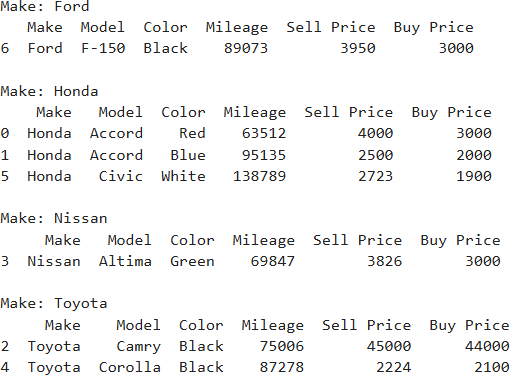 Make: Ford
   Make  Model  Color  Mileage  Sell Price  Buy Price
6  Ford  F-150  Black    89073        3950       3000

Make: Honda
    Make   Model  Color  Mileage  Sell Price  Buy Price
0  Honda  Accord    Red    63512        4000       3000
1  Honda  Accord   Blue    95135        2500       2000
5  Honda   Civic  White   138789        2723       1900

Make: Nissan
     Make   Model  Color  Mileage  Sell Price  Buy Price
3  Nissan  Altima  Green    69847        3826       3000

Make: Toyota
     Make    Model  Color  Mileage  Sell Price  Buy Price
2  Toyota    Camry  Black    75006       45000      44000
4  Toyota  Corolla  Black    87278        2224       2100